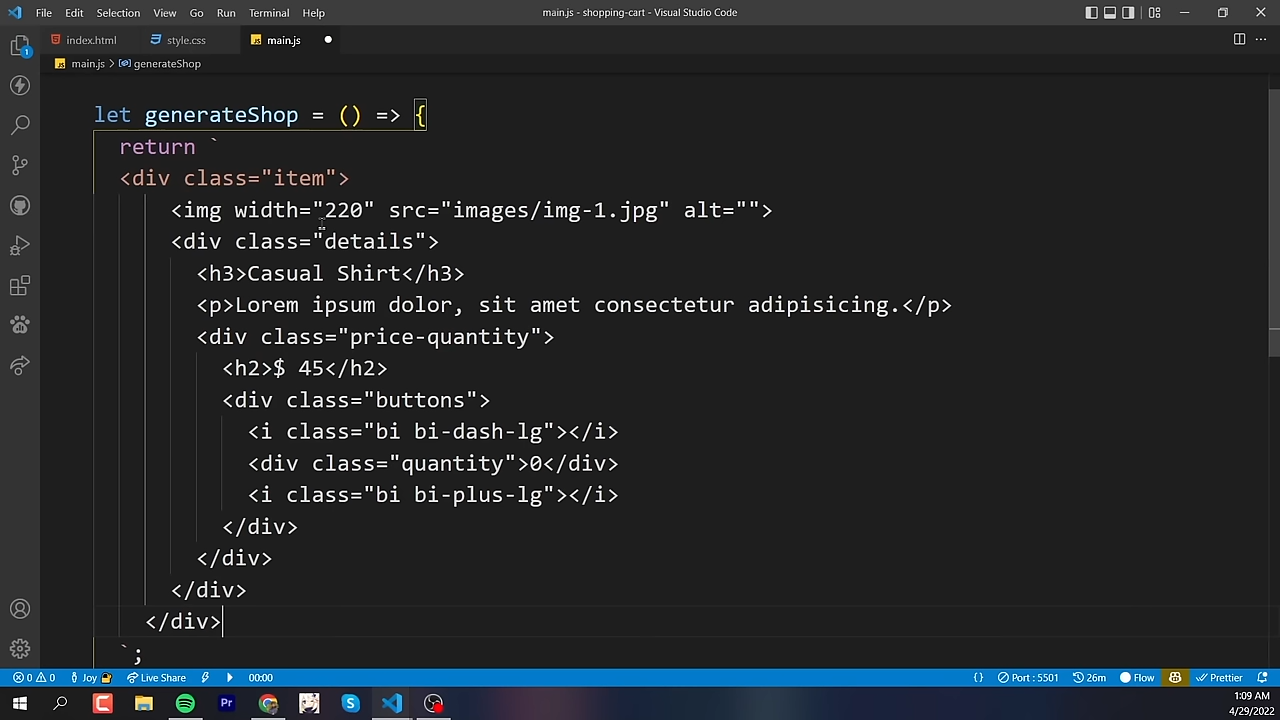 File Edit Selection View Go Run Terminal Help main.js - shopping-cart - Visual Studio Code
index.html style.css main.js
main.js > generateShop
1
let generateShop = () => {
return `
<div class="item">
<img width="220" src="images/img-1.jpg" alt="">
<div class="details">
<h3>Casual Shirt</h3>
<p>Lorem ipsum dolor, sit amet consectetur adipisicing.</p>
<div class="price-quantity">
<h2>$ 45</h2>
<div class="buttons">
<i class="bi bi-dash-lg"></i>
<div class="quantity">0</div>
<i class="bi bi-plus-lg"></i>
</div>
</div>
</div>
</div>
`;
0 0 Joy Live Share 00:00 {} Port : 5501 26m Flow Prettier
1:09 AM
4/29/2022